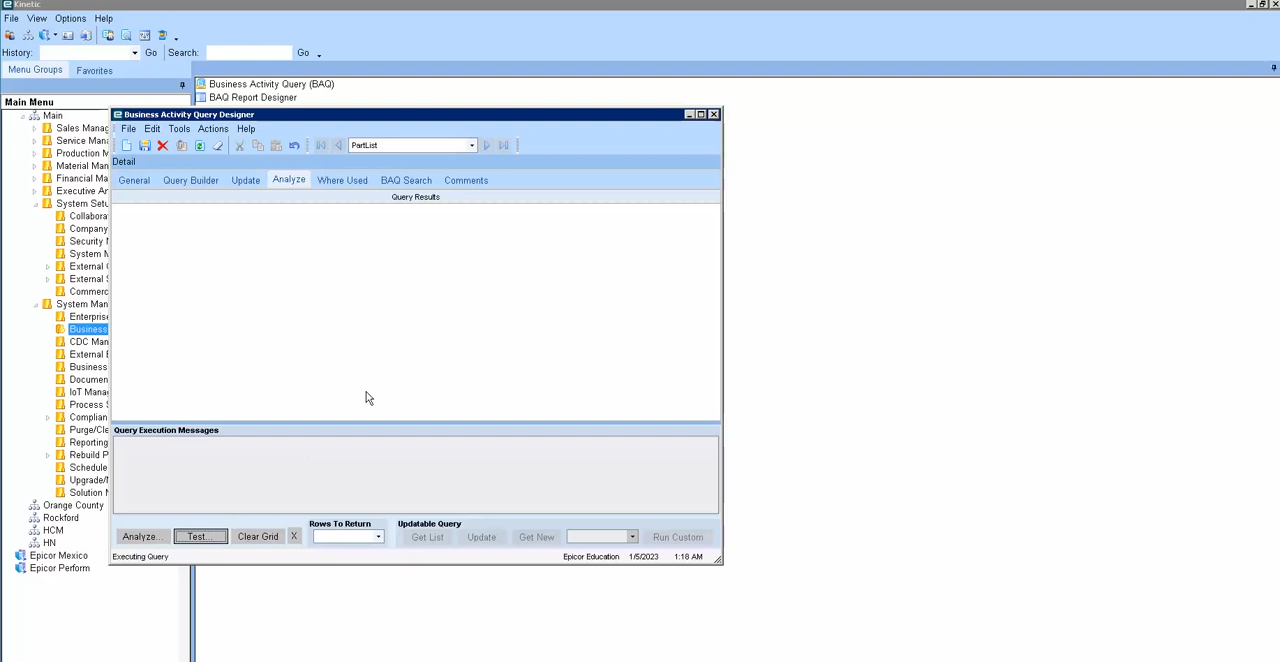 Kinetic
File View Options Help
History: Go Search: Go
Menu Groups Favorites
Main Menu
Business Activity Query (BAQ)
BAQ Report Designer
Main
Sales Manag
Service Mana
Production M
Material Man
Financial Ma
Executive An
System Setu
Collabora
Company
Security M
System M
External C
External S
Commerc
System Man
Enterprise
Business
CDC Man
External B
Business
Documen
IoT Manag
Process S
Complian
Purge/Cle
Reporting
Rebuild P
Schedule
Upgrade/M
Solution M
Orange County
Rockford
HCM
HN
Epicor Mexico
Epicor Perform
Business Activity Query Designer
File Edit Tools Actions Help
PartList
Detail
General Query Builder Update Analyze Where Used BAQ Search Comments
Query Results
Query Execution Messages
Rows To Return Updatable Query
Analyze... Test... Clear Grid X Get List Update Get New Run Custom
Executing Query Epicor Education 1/5/2023 1:18 AM